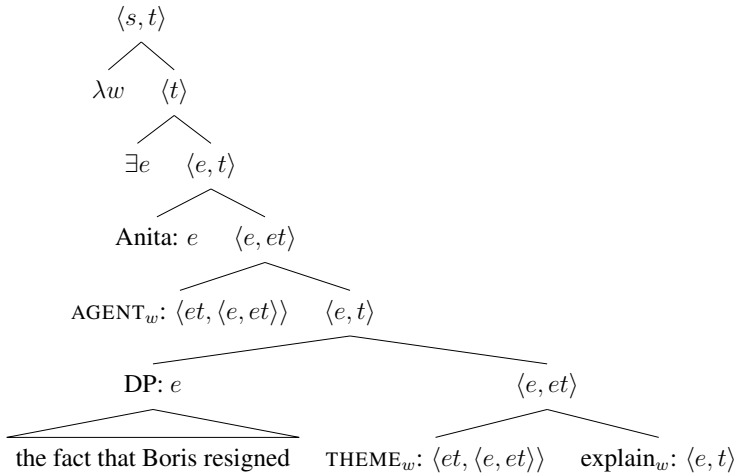 ⟨s, t⟩
λw ⟨t⟩
∃e ⟨e, t⟩
Anita: e ⟨e, et⟩
AGENT_w: ⟨et, ⟨e, et⟩⟩ ⟨e, t⟩
DP: e ⟨e, et⟩
the fact that Boris resigned THEME_w: ⟨et, ⟨e, et⟩⟩ explain_w: ⟨e, t⟩